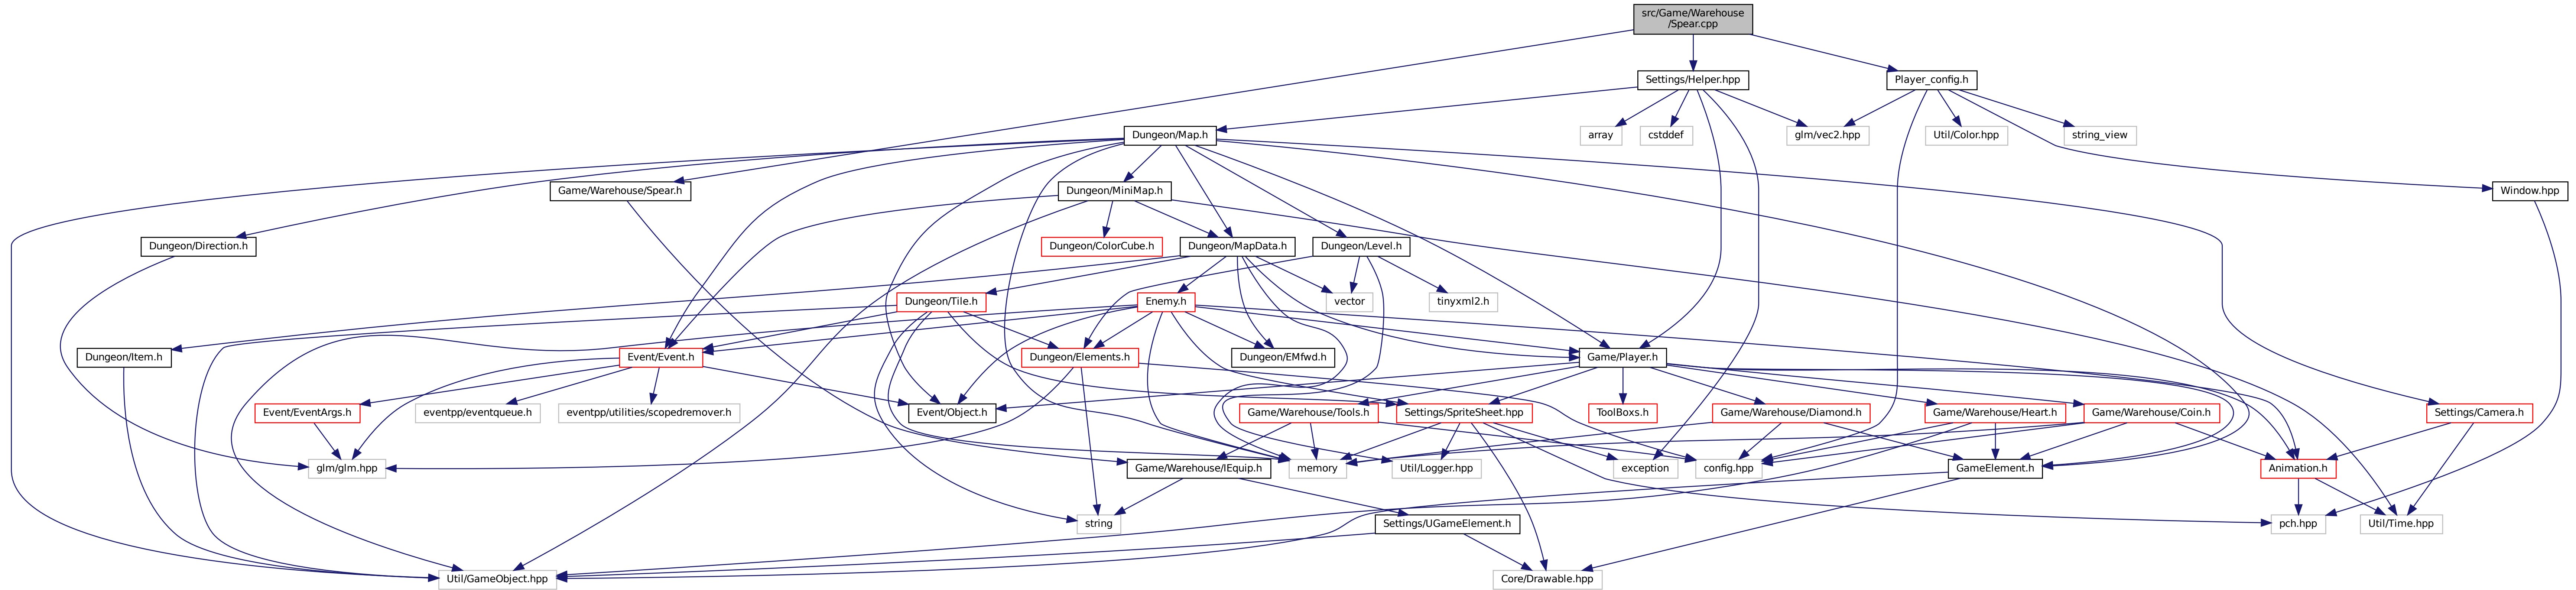 src/Game/Warehouse
/Spear.cpp
Settings/Helper.hpp
Player_config.h
Dungeon/Map.h
array
cstddef
glm/vec2.hpp
Util/Color.hpp
string_view
Game/Warehouse/Spear.h
Dungeon/MiniMap.h
Window.hpp
Dungeon/Direction.h
Dungeon/ColorCube.h
Dungeon/MapData.h
Dungeon/Level.h
Dungeon/Tile.h
Enemy.h
vector
tinyxml2.h
Dungeon/Item.h
Event/Event.h
Dungeon/Elements.h
Dungeon/EMfwd.h
Game/Player.h
Event/EventArgs.h
eventpp/eventqueue.h
eventpp/utilities/scopedremover.h
Event/Object.h
Game/Warehouse/Tools.h
Settings/SpriteSheet.hpp
ToolBoxs.h
Game/Warehouse/Diamond.h
Game/Warehouse/Heart.h
Game/Warehouse/Coin.h
Settings/Camera.h
glm/glm.hpp
Game/Warehouse/IEquip.h
memory
Util/Logger.hpp
exception
config.hpp
GameElement.h
Animation.h
string
Settings/UGameElement.h
pch.hpp
Util/Time.hpp
Util/GameObject.hpp
Core/Drawable.hpp